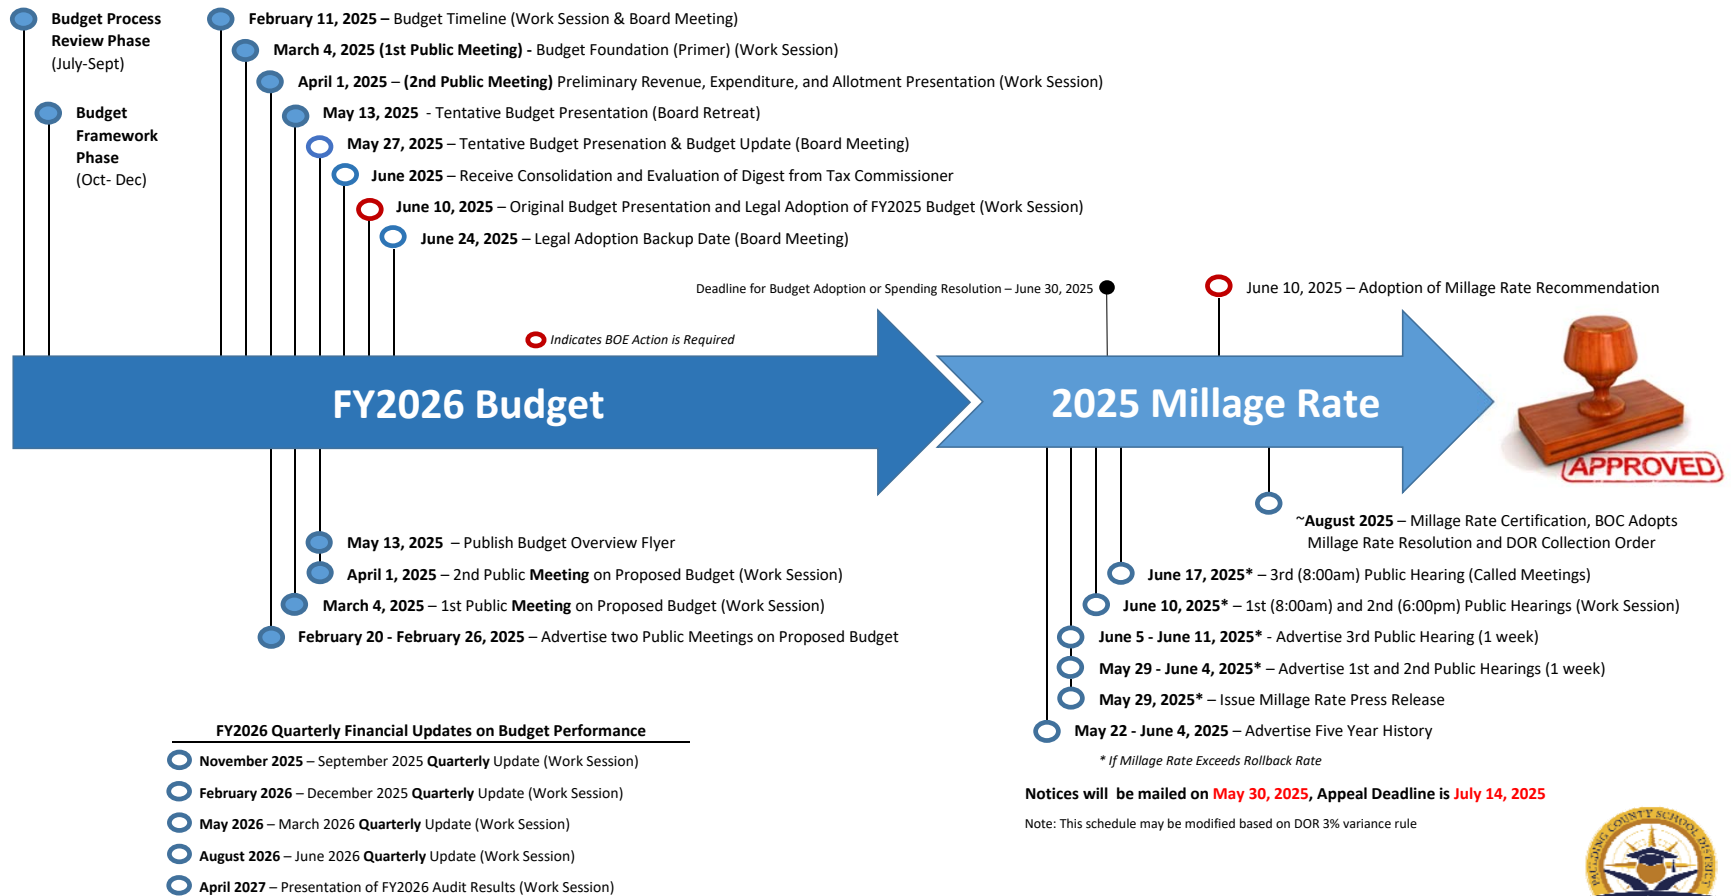 Budget Process
Review Phase
(July-Sept)
Budget
Framework
Phase
(Oct- Dec)
February 11, 2025 – Budget Timeline (Work Session & Board Meeting)
March 4, 2025 (1st Public Meeting) - Budget Foundation (Primer) (Work Session)
April 1, 2025 – (2nd Public Meeting) Preliminary Revenue, Expenditure, and Allotment Presentation (Work Session)
May 13, 2025 - Tentative Budget Presentation (Board Retreat)
May 27, 2025 – Tentative Budget Presenation & Budget Update (Board Meeting)
June 2025 – Receive Consolidation and Evaluation of Digest from Tax Commissioner
June 10, 2025 – Original Budget Presentation and Legal Adoption of FY2025 Budget (Work Session)
June 24, 2025 – Legal Adoption Backup Date (Board Meeting)
Deadline for Budget Adoption or Spending Resolution – June 30, 2025
June 10, 2025 – Adoption of Millage Rate Recommendation
Indicates BOE Action is Required
FY2026 Budget
2025 Millage Rate
APPROVED
May 13, 2025 – Publish Budget Overview Flyer
April 1, 2025 – 2nd Public Meeting on Proposed Budget (Work Session)
March 4, 2025 – 1st Public Meeting on Proposed Budget (Work Session)
February 20 - February 26, 2025 – Advertise two Public Meetings on Proposed Budget
~August 2025 – Millage Rate Certification, BOC Adopts
Millage Rate Resolution and DOR Collection Order
June 17, 2025* – 3rd (8:00am) Public Hearing (Called Meetings)
June 10, 2025* – 1st (8:00am) and 2nd (6:00pm) Public Hearings (Work Session)
June 5 - June 11, 2025* - Advertise 3rd Public Hearing (1 week)
May 29 - June 4, 2025* – Advertise 1st and 2nd Public Hearings (1 week)
May 29, 2025* – Issue Millage Rate Press Release
May 22 - June 4, 2025 – Advertise Five Year History
* If Millage Rate Exceeds Rollback Rate
Notices will be mailed on May 30, 2025, Appeal Deadline is July 14, 2025
Note: This schedule may be modified based on DOR 3% variance rule
FY2026 Quarterly Financial Updates on Budget Performance
November 2025 – September 2025 Quarterly Update (Work Session)
February 2026 – December 2025 Quarterly Update (Work Session)
May 2026 – March 2026 Quarterly Update (Work Session)
August 2026 – June 2026 Quarterly Update (Work Session)
April 2027 – Presentation of FY2026 Audit Results (Work Session)
PAULDING COUNTY SCHOOL DISTRICT